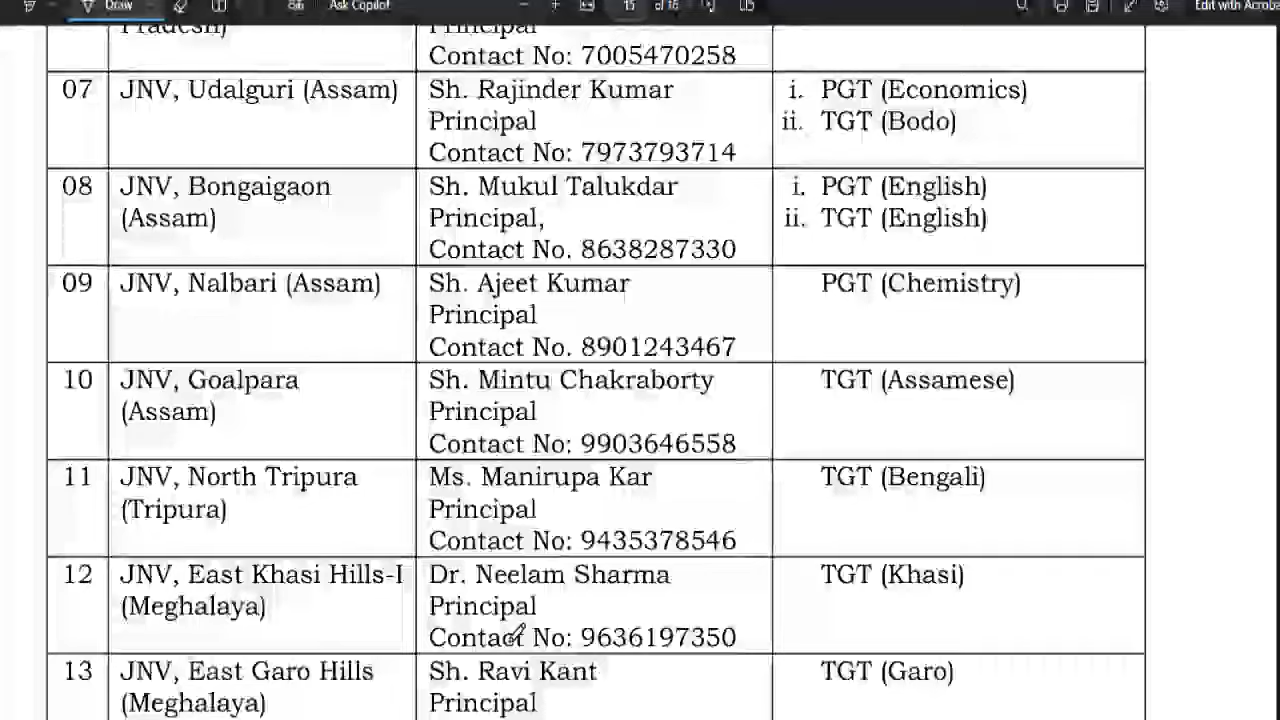 Draw
Ask Copilot
15 of 18
Edit with Acroba
Pradesh)
Principal
Contact No: 7005470258
07 JNV, Udalguri (Assam) Sh. Rajinder Kumar i. PGT (Economics)
Principal ii. TGT (Bodo)
Contact No: 7973793714
08 JNV, Bongaigaon Sh. Mukul Talukdar i. PGT (English)
(Assam) Principal, ii. TGT (English)
Contact No. 8638287330
09 JNV, Nalbari (Assam) Sh. Ajeet Kumar PGT (Chemistry)
Principal
Contact No. 8901243467
10 JNV, Goalpara Sh. Mintu Chakraborty TGT (Assamese)
(Assam) Principal
Contact No: 9903646558
11 JNV, North Tripura Ms. Manirupa Kar TGT (Bengali)
(Tripura) Principal
Contact No: 9435378546
12 JNV, East Khasi Hills-I Dr. Neelam Sharma TGT (Khasi)
(Meghalaya) Principal
Contact No: 9636197350
13 JNV, East Garo Hills Sh. Ravi Kant TGT (Garo)
(Meghalaya) Principal